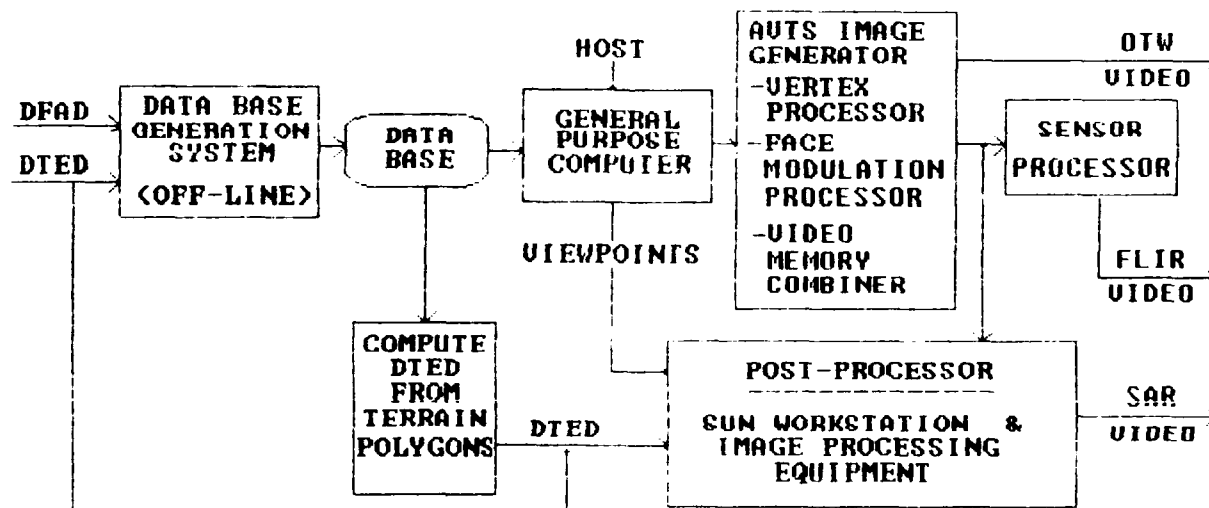 DFAD
DTED
DATA BASE
GENERATION
SYSTEM
<OFF-LINE>
DATA
BASE
HOST
GENERAL
PURPOSE
COMPUTER
VIEWPOINTS
AVTS IMAGE
GENERATOR
-VERTEX
PROCESSOR
-FACE
MODULATION
PROCESSOR
-VIDEO
MEMORY
COMBINER
OTW
VIDEO
SENSOR
PROCESSOR
FLIR
VIDEO
COMPUTE
DTED
FROM
TERRAIN
POLYGONS
DTED
POST-PROCESSOR
SUN WORKSTATION &
IMAGE PROCESSING
EQUIPMENT
SAR
VIDEO